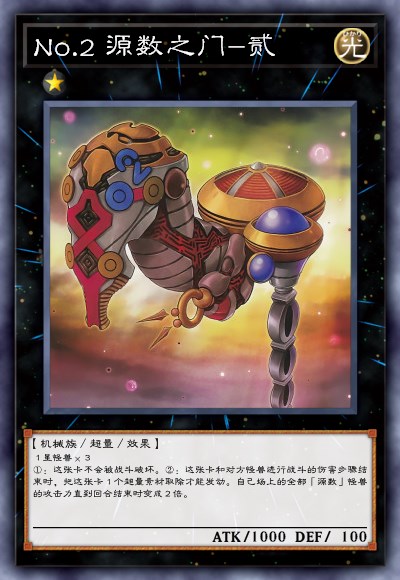 No.2 源数之门-贰
ひかり
光
2
【机械族/超量/效果】
1星怪兽×3
①：这张卡不会被战斗破坏。②：这张卡和对方怪兽进行战斗的伤害步骤结
束时，把这张卡1个超量素材取除才能发动。自己场上的全部「源数」怪兽
的攻击力直到回合结束时变成2倍。
ATK/1000 DEF/ 100